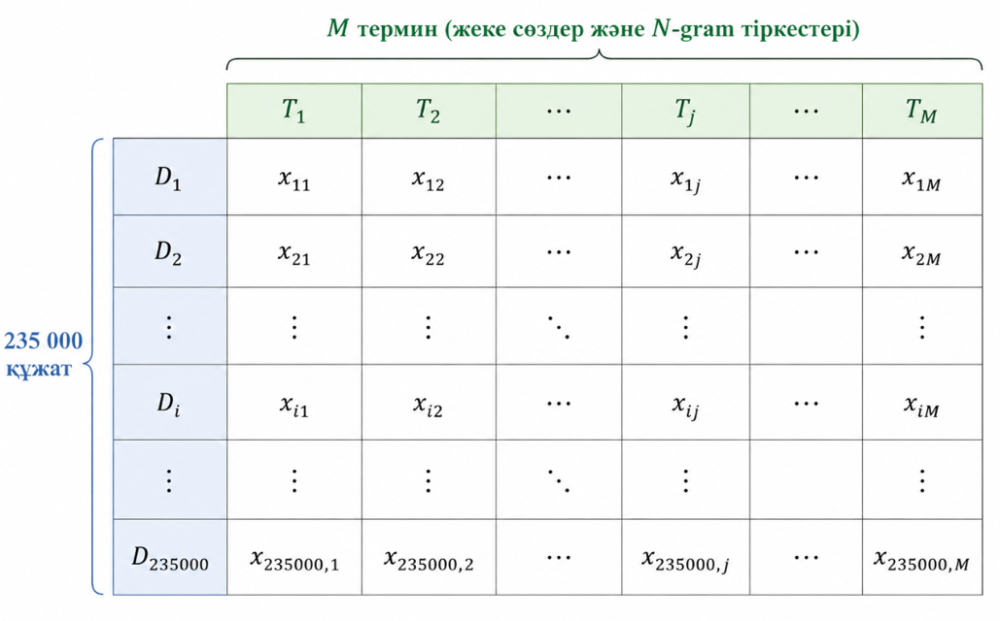 M термин (жеке сөздер және N-gram тіркестері)
T₁ T₂ ⋯ Tⱼ ⋯ T_M
D₁ x₁₁ x₁₂ ⋯ x₁ⱼ ⋯ x₁M
D₂ x₂₁ x₂₂ ⋯ x₂ⱼ ⋯ x₂M
⋮ ⋮ ⋮ ⋱ ⋮ ⋮
235 000
құжат
Dᵢ xᵢ₁ xᵢ₂ ⋯ xᵢⱼ ⋯ xᵢM
⋮ ⋮ ⋮ ⋱ ⋮ ⋮
D₂₃₅₀₀₀ x₂₃₅₀₀₀,₁ x₂₃₅₀₀₀,₂ ⋯ x₂₃₅₀₀₀,ⱼ ⋯ x₂₃₅₀₀₀,M